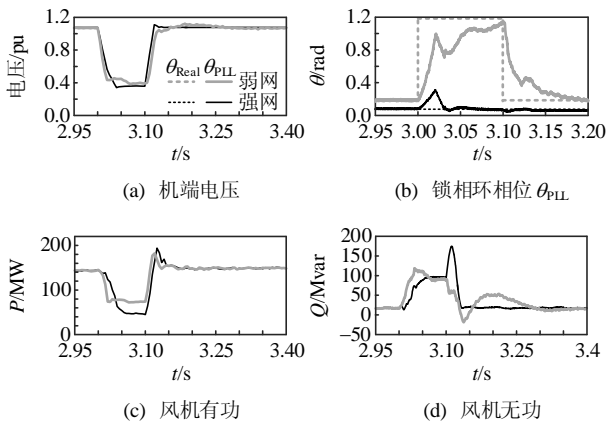 1.2
0.8
0.4
0.0
电压/pu
θReal θPLL
弱网
强网
2.95 3.10 3.25 3.40
t/s
(a) 机端电压
1.2
0.8
0.4
0.0
θ/rad
2.95 3.00 3.05 3.10 3.15 3.20
t/s
(b) 锁相环相位 θPLL
200
100
0
P/MW
2.95 3.10 3.25 3.40
t/s
(c) 风机有功
200
150
100
50
0
−50
Q/Mvar
2.95 3.10 3.25 3.4
t/s
(d) 风机无功